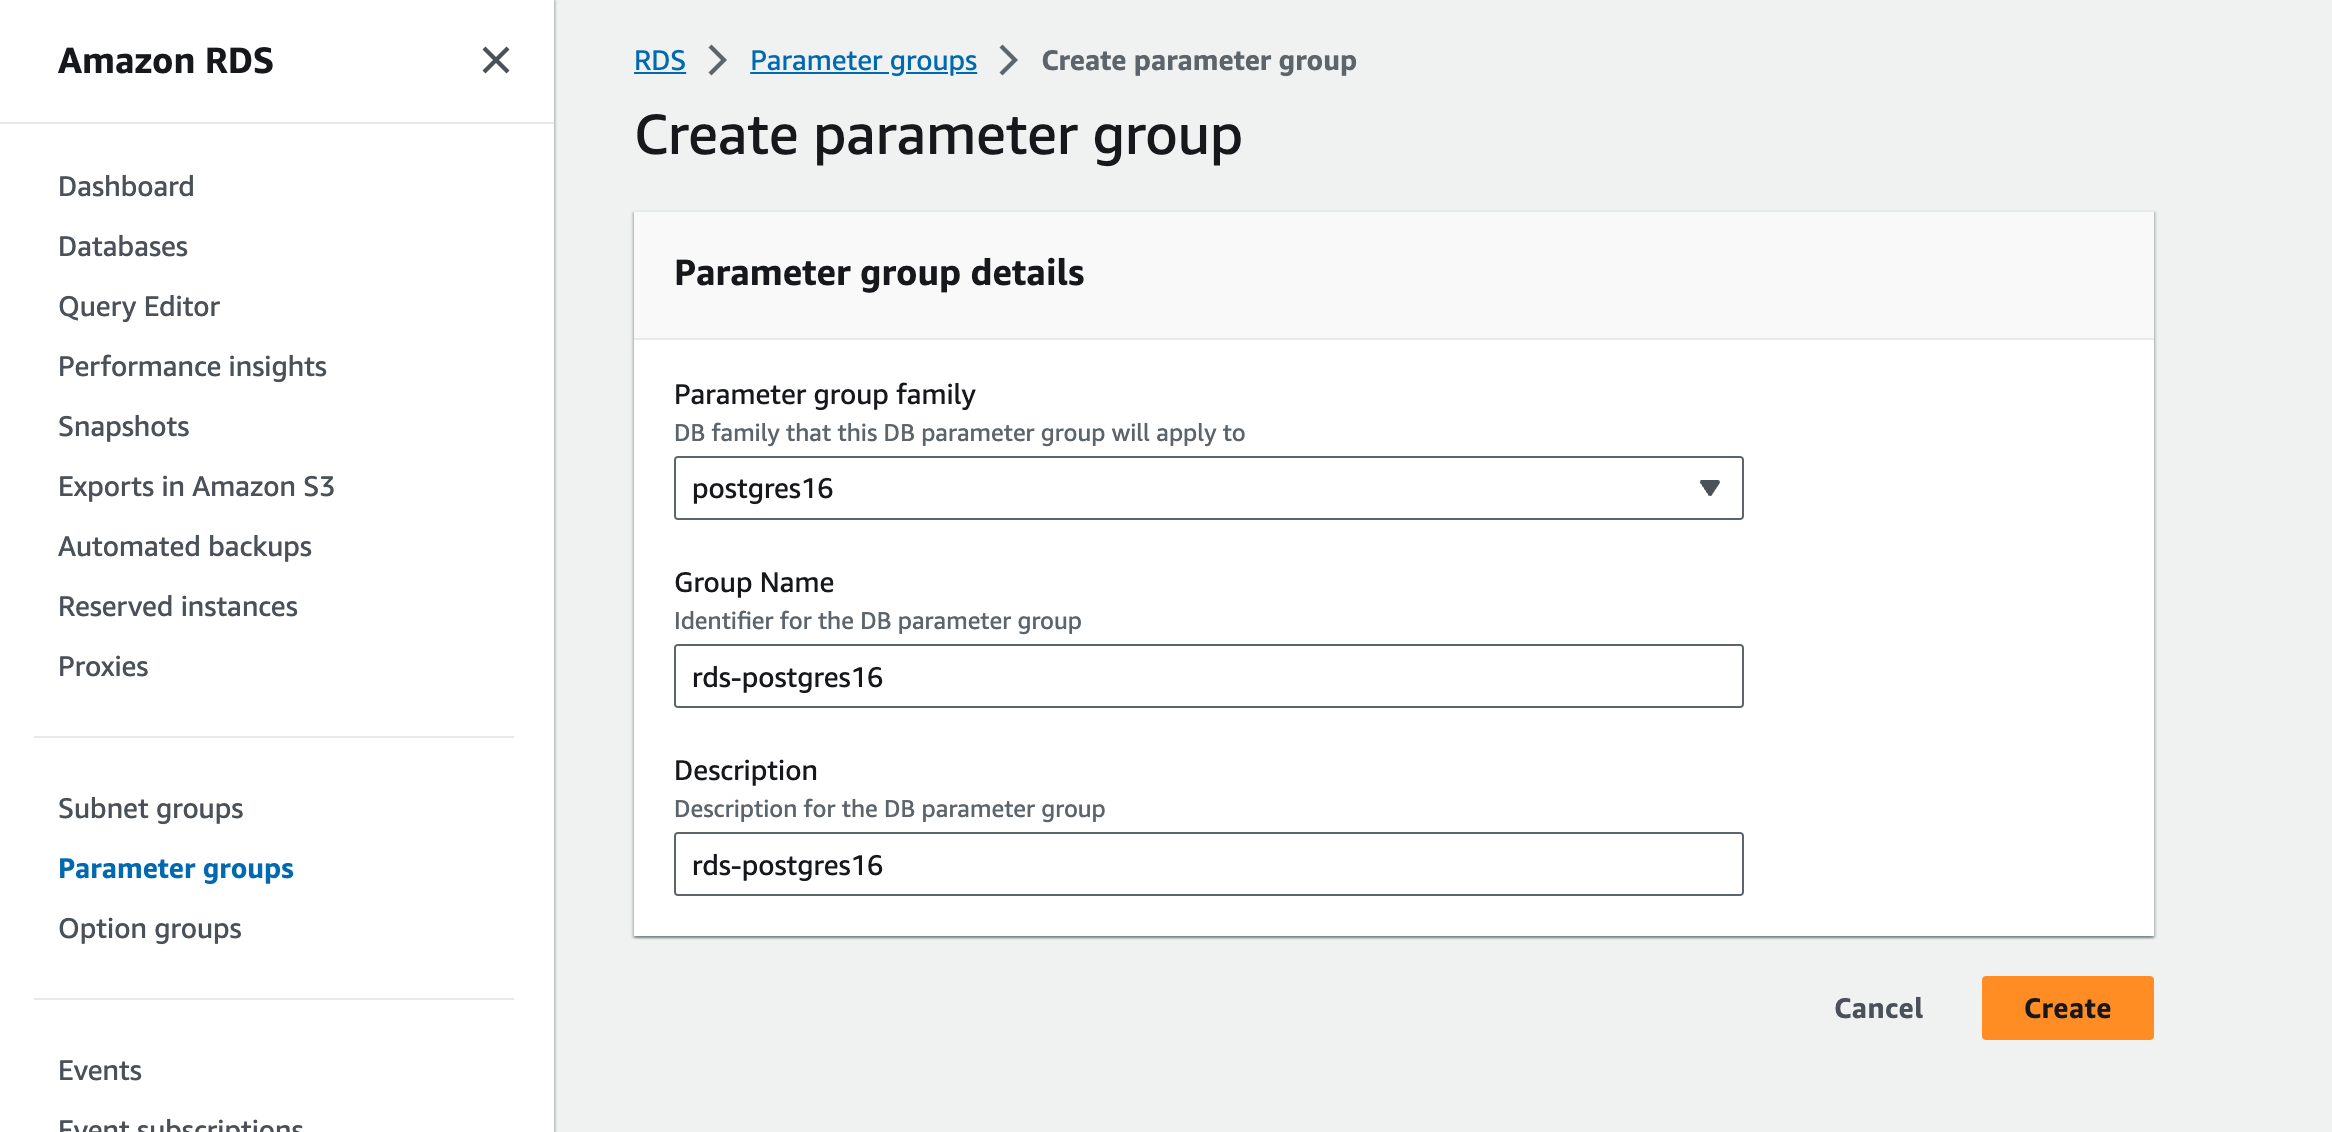 Amazon RDS
Dashboard
Databases
Query Editor
Performance insights
Snapshots
Exports in Amazon S3
Automated backups
Reserved instances
Proxies
Subnet groups
Parameter groups
Option groups
Events
Event subscriptions
RDS > Parameter groups > Create parameter group
Create parameter group
Parameter group details
Parameter group family
DB family that this DB parameter group will apply to
postgres16
Group Name
Identifier for the DB parameter group
rds-postgres16
Description
Description for the DB parameter group
rds-postgres16
Cancel
Create